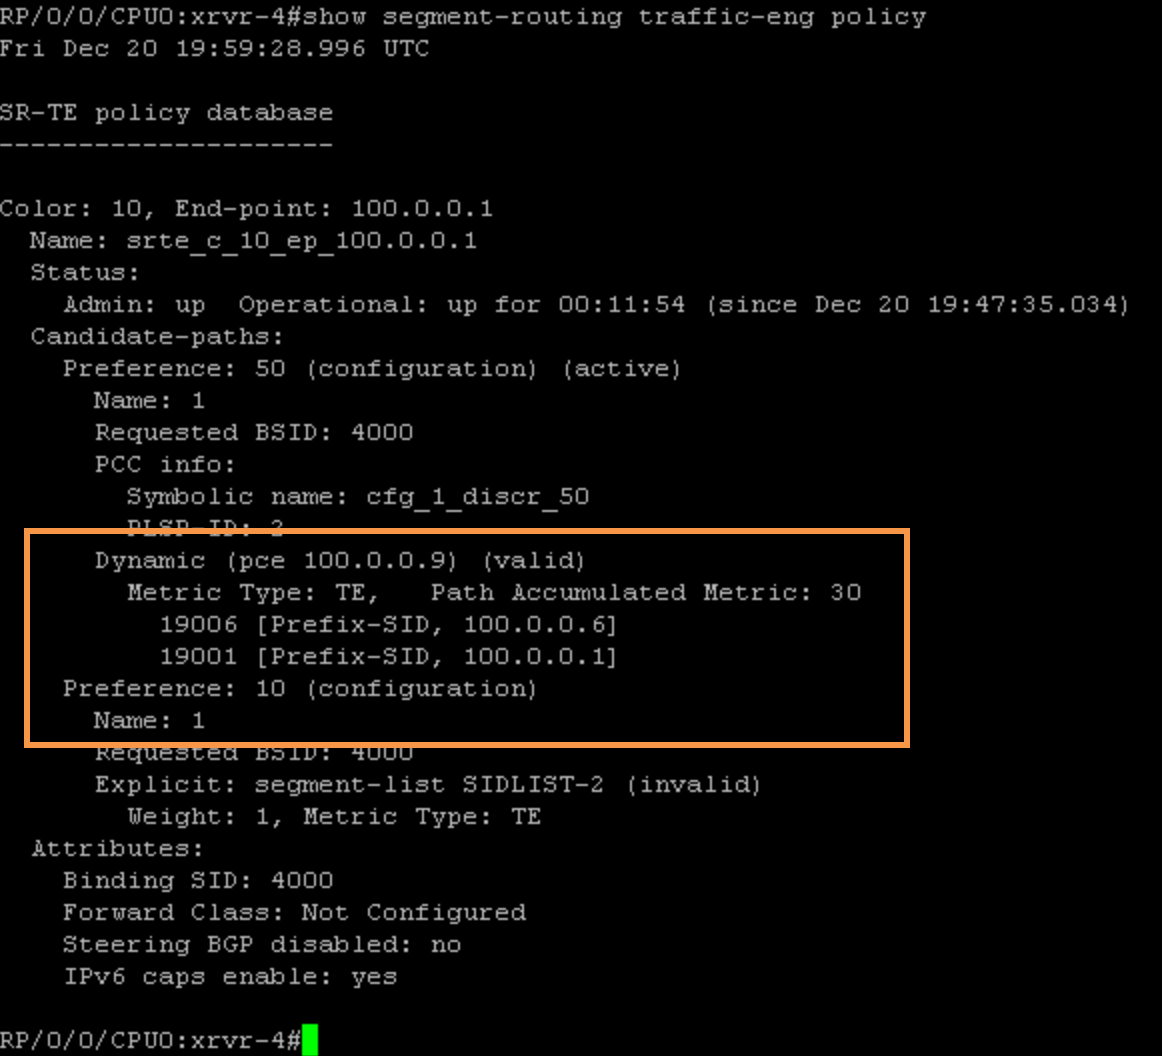 RP/0/0/CPU0:xrvr-4#show segment-routing traffic-eng policy
Fri Dec 20 19:59:28.996 UTC
SR-TE policy database
---------------------
Color: 10, End-point: 100.0.0.1
Name: srte_c_10_ep_100.0.0.1
Status:
Admin: up  Operational: up for 00:11:54 (since Dec 20 19:47:35.034)
Candidate-paths:
Preference: 50 (configuration) (active)
Name: 1
Requested BSID: 4000
PCC info:
Symbolic name: cfg_1_discr_50
PLSP-ID: 2
Dynamic (pce 100.0.0.9) (valid)
Metric Type: TE,   Path Accumulated Metric: 30
19006 [Prefix-SID, 100.0.0.6]
19001 [Prefix-SID, 100.0.0.1]
Preference: 10 (configuration)
Name: 1
Requested BSID: 4000
Explicit: segment-list SIDLIST-2 (invalid)
Weight: 1, Metric Type: TE
Attributes:
Binding SID: 4000
Forward Class: Not Configured
Steering BGP disabled: no
IPv6 caps enable: yes
RP/0/0/CPU0:xrvr-4#